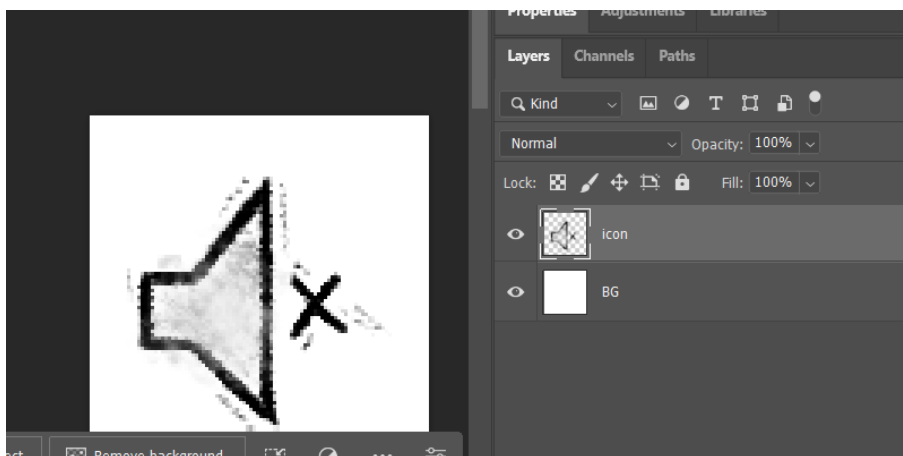 Properties Adjustments Libraries
Layers Channels Paths
Kind
Normal Opacity: 100%
Lock: Fill: 100%
icon
BG
Remove background